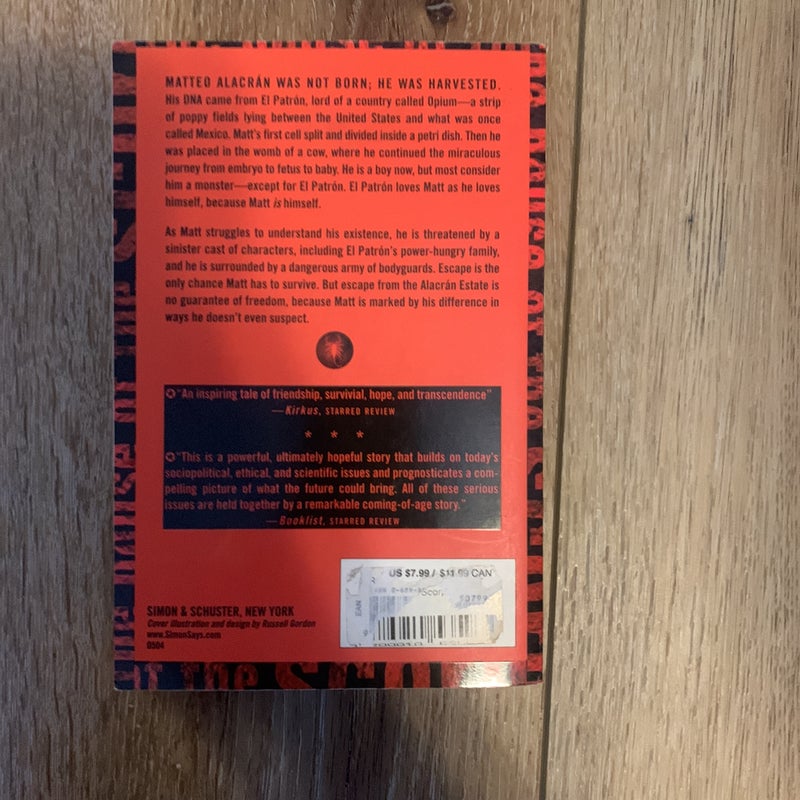 MATTEO ALACRÁN WAS NOT BORN; HE WAS HARVESTED.
His DNA came from El Patrón, lord of a country called Opium—a strip
of poppy fields lying between the United States and what was once
called Mexico. Matt's first cell split and divided inside a petri dish. Then he
was placed in the womb of a cow, where he continued the miraculous
journey from embryo to fetus to baby. He is a boy now, but most consider
him a monster—except for El Patrón. El Patrón loves Matt as he loves
himself, because Matt is himself.
As Matt struggles to understand his existence, he is threatened by a
sinister cast of characters, including El Patrón's power-hungry family,
and he is surrounded by a dangerous army of bodyguards. Escape is the
only chance Matt has to survive. But escape from the Alacrán Estate is
no guarantee of freedom, because Matt is marked by his difference in
ways he doesn't even suspect.
"An inspiring tale of friendship, survivial, hope, and transcendence"
—Kirkus, STARRED REVIEW
* * *
"This is a powerful, ultimately hopeful story that builds on today's
sociopolitical, ethical, and scientific issues and prognosticates a com-
pelling picture of what the future could bring. All of these serious
issues are held together by a remarkable coming-of-age story."
—Booklist, STARRED REVIEW
US $7.99 / $11.99 CAN
EAN
SIMON & SCHUSTER, NEW YORK
Cover illustration and design by Russell Gordon
www.SimonSays.com
0504